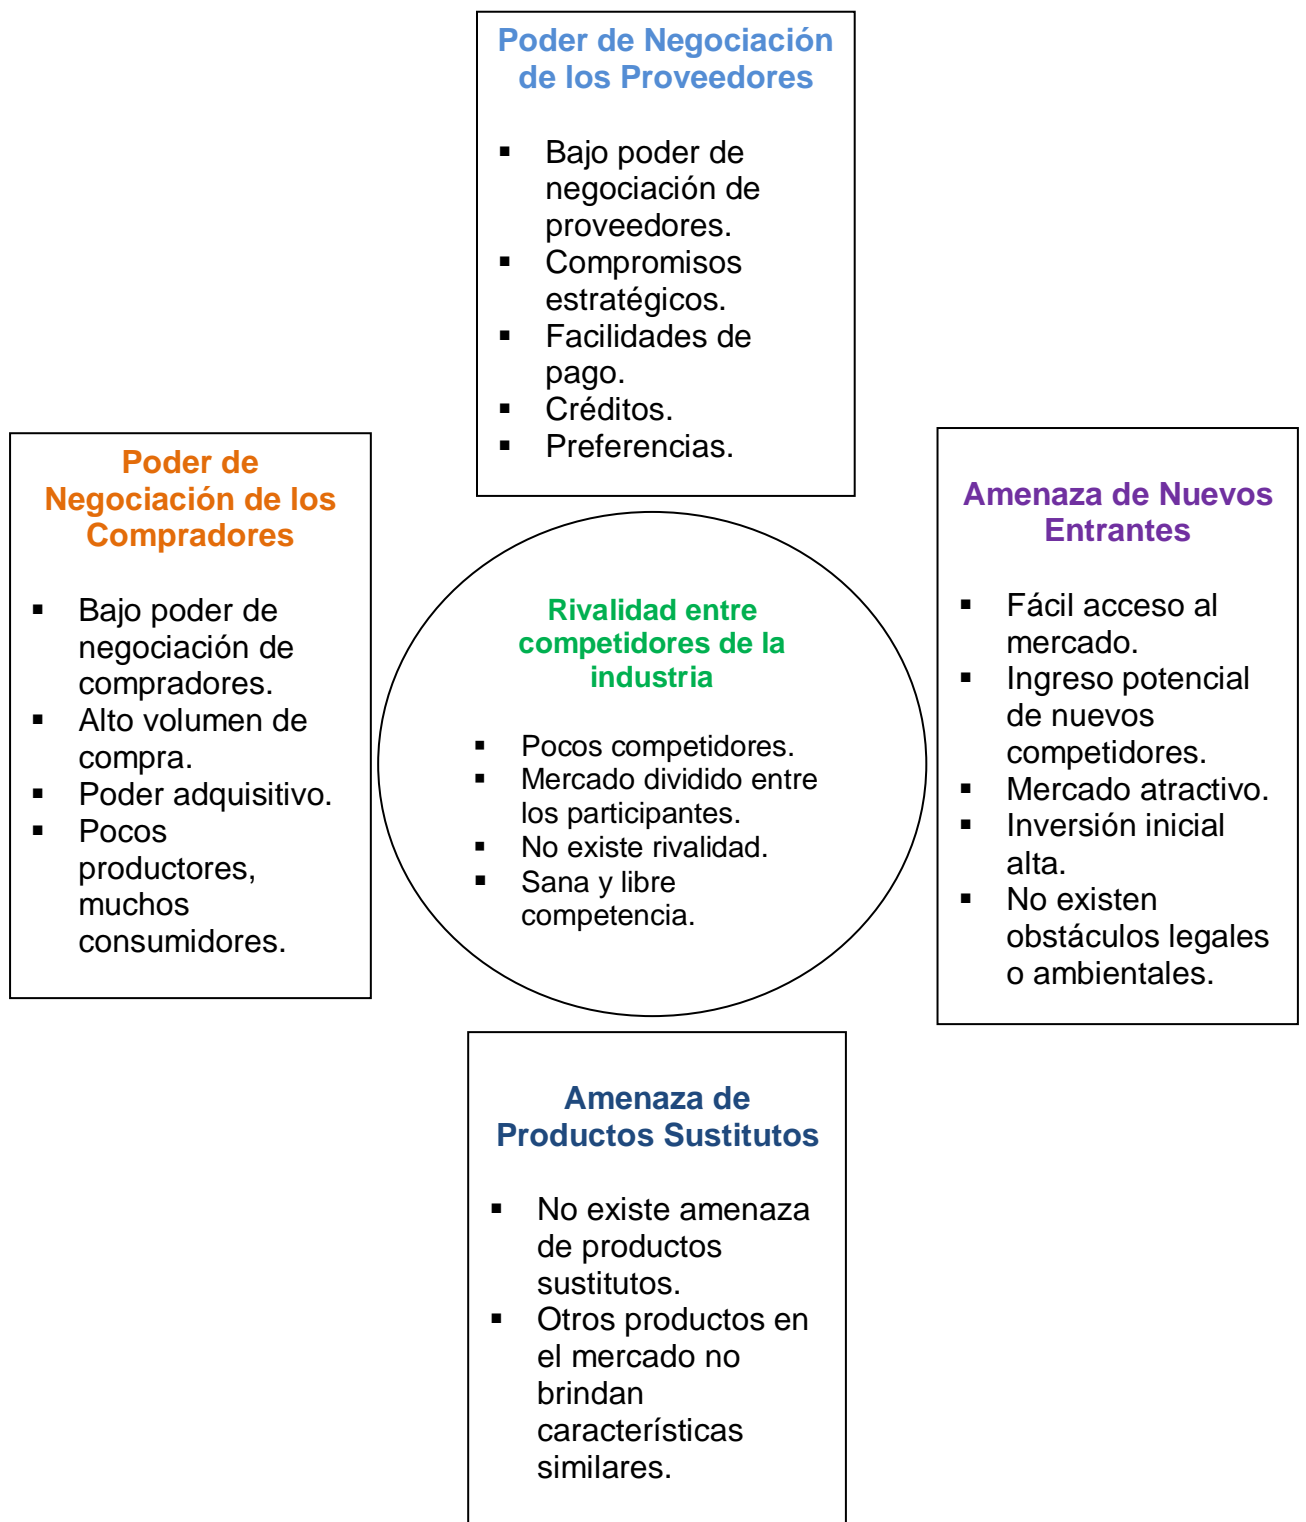 Poder de Negociación
de los Proveedores
▪ Bajo poder de
negociación de
proveedores.
▪ Compromisos
estratégicos.
▪ Facilidades de
pago.
▪ Créditos.
▪ Preferencias.
Poder de
Negociación de los
Compradores
▪ Bajo poder de
negociación de
compradores.
▪ Alto volumen de
compra.
▪ Poder adquisitivo.
▪ Pocos
productores,
muchos
consumidores.
Rivalidad entre
competidores de la
industria
▪ Pocos competidores.
▪ Mercado dividido entre
los participantes.
▪ No existe rivalidad.
▪ Sana y libre
competencia.
Amenaza de Nuevos
Entrantes
▪ Fácil acceso al
mercado.
▪ Ingreso potencial
de nuevos
competidores.
▪ Mercado atractivo.
▪ Inversión inicial
alta.
▪ No existen
obstáculos legales
o ambientales.
Amenaza de
Productos Sustitutos
▪ No existe amenaza
de productos
sustitutos.
▪ Otros productos en
el mercado no
brindan
características
similares.